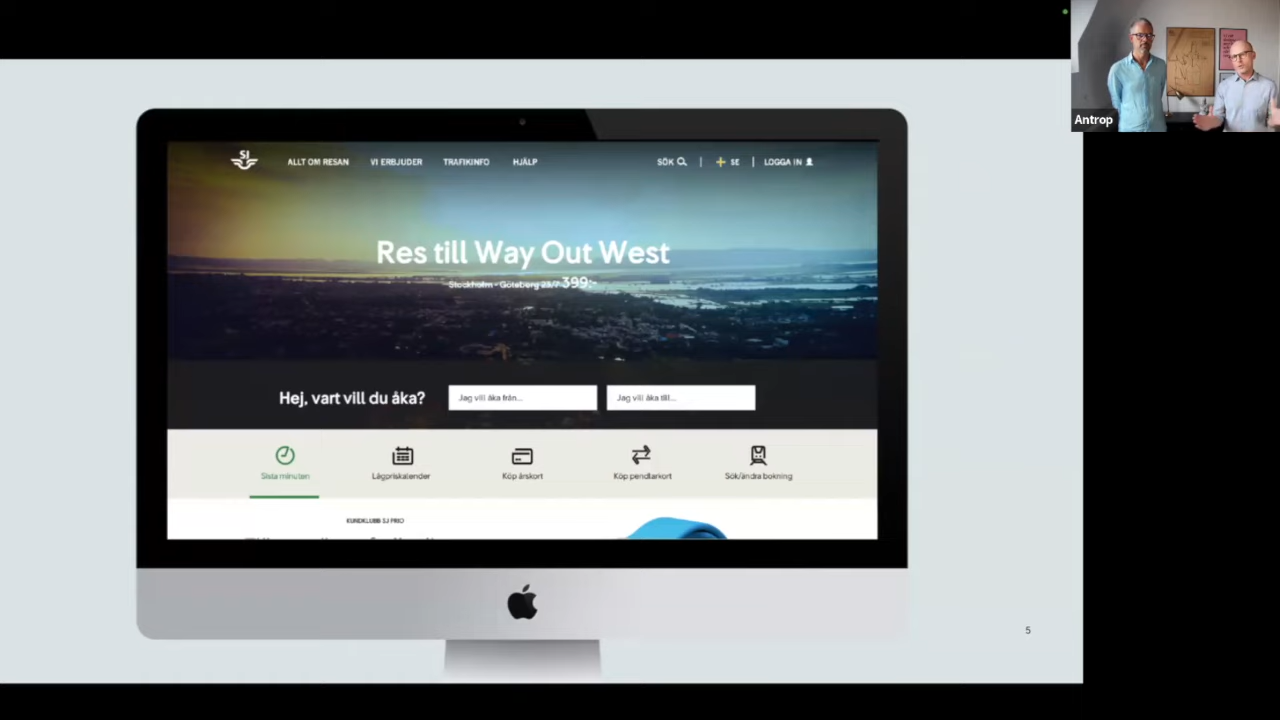 Antrop
SJ
ALLT OM RESAN VI ERBJUDER TRAFIKINFO HJÄLP SÖK SE LOGGA IN
Res till Way Out West
Stockholm - Göteborg 23/7 399:-
Hej, vart vill du åka? Jag vill åka från... Jag vill åka till...
Sista minuten Lågpriskalender Köp årskort Köp pendlarkort Sök/ändra bokning
KUNDKLUBB SJ PRIO
5